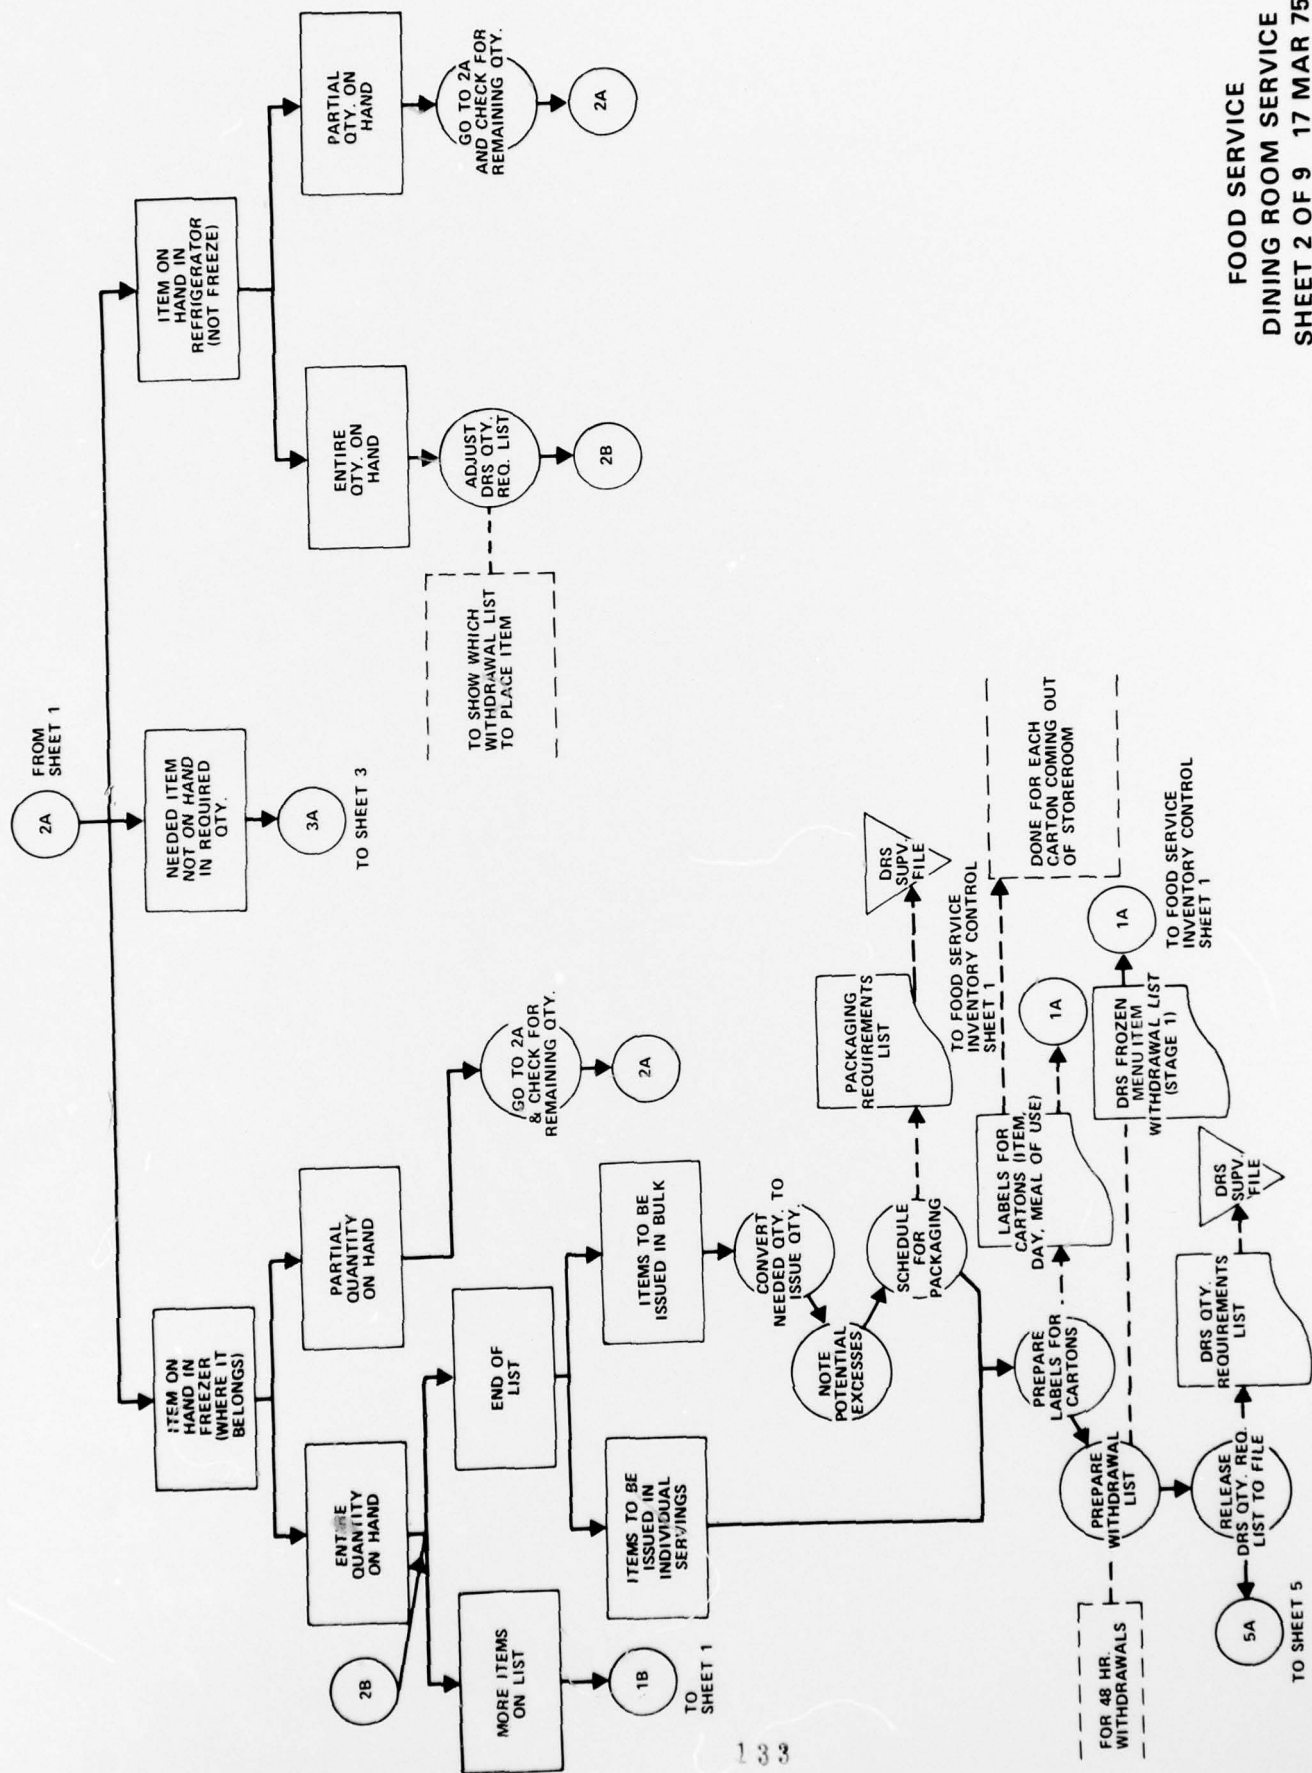 2A
FROM
SHEET 1
ITEM ON
HAND IN
FREEZER
(WHERE IT
BELONGS)
NEEDED ITEM
NOT ON HAND
IN REQUIRED
QTY.
ITEM ON
HAND IN
REFRIGERATOR
(NOT FREEZE)
3A
TO SHEET 3
ENTIRE
QUANTITY
ON HAND
PARTIAL
QUANTITY
ON HAND
ENTIRE
QTY. ON
HAND
PARTIAL
QTY. ON
HAND
2B
GO TO 2A
& CHECK FOR
REMAINING QTY.
2A
ADJUST
DRS QTY.
REQ. LIST
2B
GO TO 2A
AND CHECK FOR
REMAINING QTY.
2A
TO SHOW WHICH
WITHDRAWAL LIST
TO PLACE ITEM
MORE ITEMS
ON LIST
END OF
LIST
1B
TO
SHEET 1
ITEMS TO BE
ISSUED IN
INDIVIDUAL
SERVINGS
ITEMS TO BE
ISSUED IN BULK
CONVERT
NEEDED QTY. TO
ISSUE QTY.
NOTE
POTENTIAL
EXCESSES
SCHEDULE
FOR
PACKAGING
PACKAGING
REQUIREMENTS
LIST
DRS
SUPV.
FILE
TO FOOD SERVICE
INVENTORY CONTROL
SHEET 1
PREPARE
LABELS FOR
CARTONS
LABELS FOR
CARTONS (ITEM,
DAY, MEAL OF USE)
1A
DONE FOR EACH
CARTON COMING OUT
OF STOREROOM
FOR 48 HR.
WITHDRAWALS
PREPARE
WITHDRAWAL
LIST
DRS FROZEN
MENU ITEM
WITHDRAWAL LIST
(STAGE 1)
1A
TO FOOD SERVICE
INVENTORY CONTROL
SHEET 1
5A
TO SHEET 5
RELEASE
DRS QTY. REQ.
LIST TO FILE
DRS QTY.
REQUIREMENTS
LIST
DRS
SUPV.
FILE
FOOD SERVICE
DINING ROOM SERVICE
SHEET 2 OF 9 17 MAR 75
133